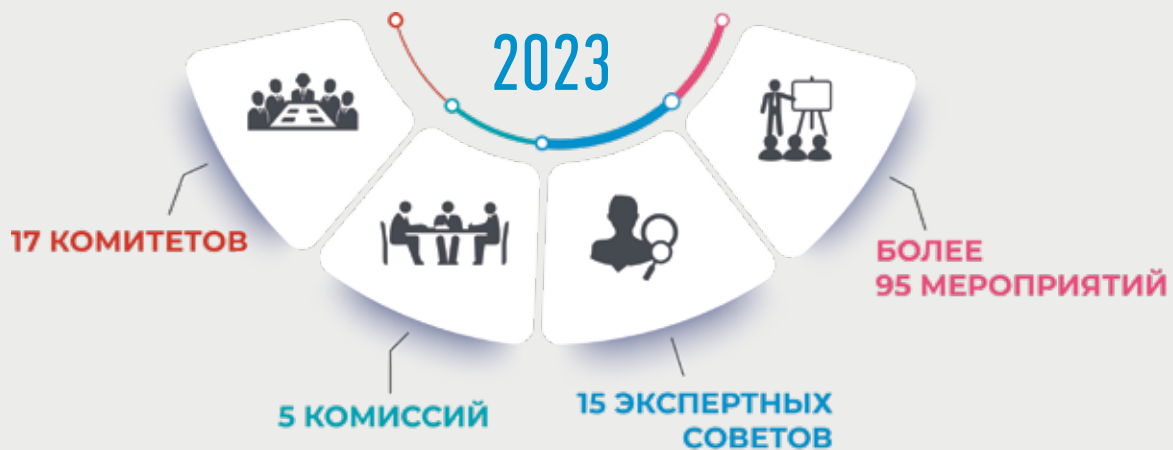 2023
17 КОМИТЕТОВ
5 КОМИССИЙ
15 ЭКСПЕРТНЫХ
СОВЕТОВ
БОЛЕЕ
95 МЕРОПРИЯТИЙ